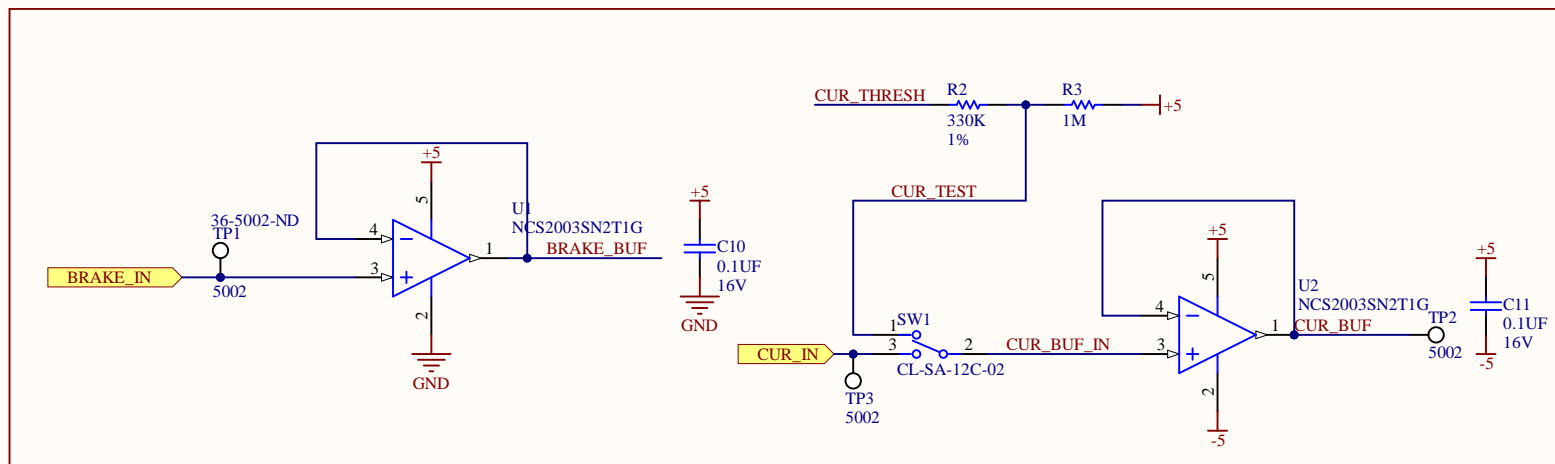 36-5002-ND
TP1
BRAKE_IN
5002
+5
5
4
3
2
1
GND
U1
NCS2003SN2T1G
BRAKE_BUF
+5
C10
0.1UF
16V
GND
CUR_THRESH
R2
330K
1%
R3
1M
+5
CUR_TEST
SW1
1
3
2
CL-SA-12C-02
CUR_IN
TP3
5002
CUR_BUF_IN
+5
5
4
3
2
1
-5
U2
NCS2003SN2T1G
CUR_BUF
TP2
5002
+5
C11
0.1UF
16V
-5